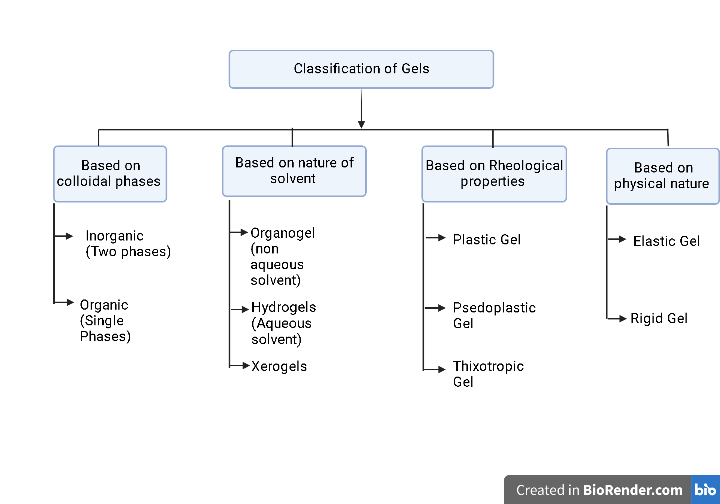 Classification of Gels
Based on
colloidal phases
Inorganic
(Two phases)
Organic
(Single
Phases)
Based on nature of
solvent
Organogel
(non
aqueous
solvent)
Hydrogels
(Aqueous
solvent)
Xerogels
Based on Rheological
properties
Plastic Gel
Psedoplastic
Gel
Thixotropic
Gel
Based on
physical nature
Elastic Gel
Rigid Gel
Created in BioRender.com bio